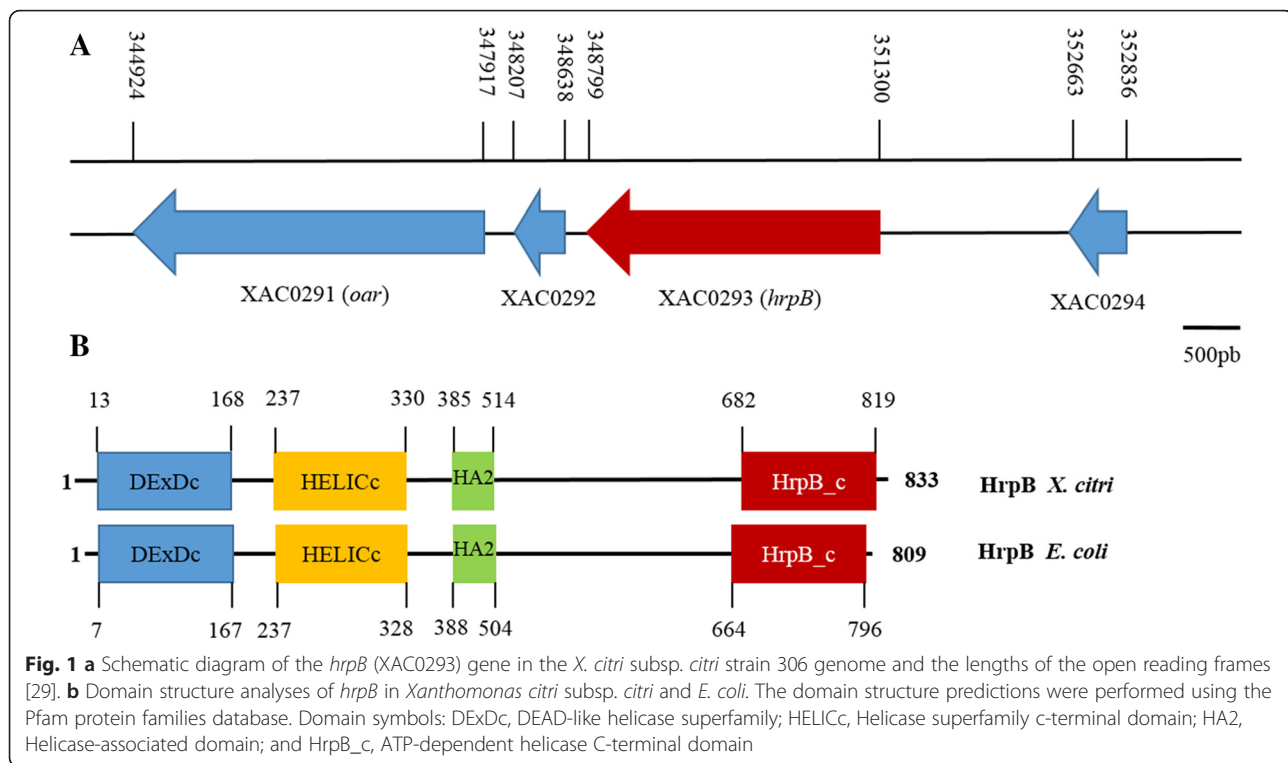 A
344924
347917
348207
348638
348799
351300
352663
352836
XAC0291 (oar)
XAC0292
XAC0293 (hrpB)
XAC0294
500pb
B
13 168 237 330 385 514 682 819
1 DExDc HELICc HA2 HrpB_c 833 HrpB X. citri
1 DExDc HELICc HA2 HrpB_c 809 HrpB E. coli
7 167 237 328 388 504 664 796
Fig. 1 a Schematic diagram of the hrpB (XAC0293) gene in the X. citri subsp. citri strain 306 genome and the lengths of the open reading frames
[29]. b Domain structure analyses of hrpB in Xanthomonas citri subsp. citri and E. coli. The domain structure predictions were performed using the
Pfam protein families database. Domain symbols: DExDc, DEAD-like helicase superfamily; HELICc, Helicase superfamily c-terminal domain; HA2,
Helicase-associated domain; and HrpB_c, ATP-dependent helicase C-terminal domain